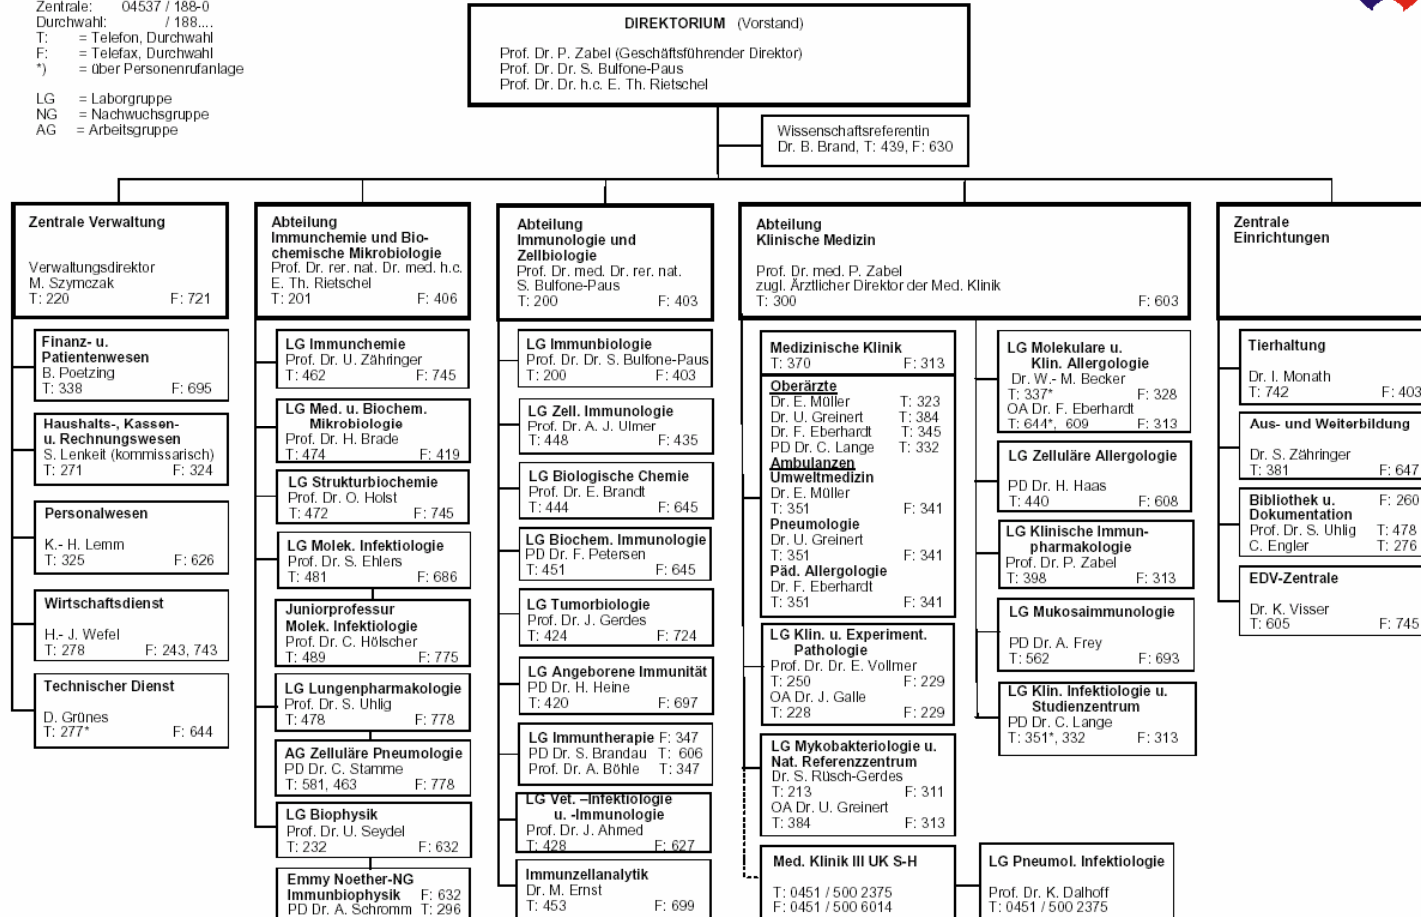 Zentrale: 04537 / 188-0
Durchwahl: / 188....
T: = Telefon, Durchwahl
F: = Telefax, Durchwahl
*) = über Personenrufanlage
LG = Laborgruppe
NG = Nachwuchsgruppe
AG = Arbeitsgruppe
DIREKTORIUM (Vorstand)
Prof. Dr. P. Zabel (Geschäftsführender Direktor)
Prof. Dr. Dr. S. Bulfone-Paus
Prof. Dr. Dr. h.c. E. Th. Rietschel
Wissenschaftsreferentin
Dr. B. Brand, T: 439, F: 630
Zentrale Verwaltung
Verwaltungsdirektor
M. Szymczak
T: 220 F: 721
Finanz- u.
Patientenwesen
B. Poetzing
T: 338 F: 695
Haushalts-, Kassen-
u. Rechnungswesen
S. Lenkeit (kommissarisch)
T: 271 F: 324
Personalwesen
K.- H. Lemm
T: 325 F: 626
Wirtschaftsdienst
H.- J. Wefel
T: 278 F: 243, 743
Technischer Dienst
D. Grünes
T: 277* F: 644
Abteilung
Immunchemie und Bio-
chemische Mikrobiologie
Prof. Dr. rer. nat. Dr. med. h.c.
E. Th. Rietschel
T: 201 F: 406
LG Immunchemie
Prof. Dr. U. Zähringer
T: 462 F: 745
LG Med. u. Biochem.
Mikrobiologie
Prof. Dr. H. Brade
T: 474 F: 419
LG Strukturbiochemie
Prof. Dr. O. Holst
T: 472 F: 745
LG Molek. Infektiologie
Prof. Dr. S. Ehlers
T: 481 F: 686
Juniorprofessur
Molek. Infektiologie
Prof. Dr. C. Hölscher
T: 489 F: 775
LG Lungenpharmakologie
Prof. Dr. S. Uhlig
T: 478 F: 778
AG Zelluläre Pneumologie
PD Dr. C. Stamme
T: 581, 463 F: 778
LG Biophysik
Prof. Dr. U. Seydel
T: 232 F: 632
Emmy Noether-NG
Immunbiophysik F: 632
PD Dr. A. Schromm T: 296
Abteilung
Immunologie und
Zellbiologie
Prof. Dr. med. Dr. rer. nat.
S. Bulfone-Paus
T: 200 F: 403
LG Immunbiologie
Prof. Dr. Dr. S. Bulfone-Paus
T: 200 F: 403
LG Zell. Immunologie
Prof. Dr. A. J. Ulmer
T: 448 F: 435
LG Biologische Chemie
Prof. Dr. E. Brandt
T: 444 F: 645
LG Biochem. Immunologie
PD Dr. F. Petersen
T: 451 F: 645
LG Tumorbiologie
Prof. Dr. J. Gerdes
T: 424 F: 724
LG Angeborene Immunität
PD Dr. H. Heine
T: 420 F: 697
LG Immuntherapie F: 347
PD Dr. S. Brandau T: 606
Prof. Dr. A. Böhle T: 347
LG Vet. –Infektiologie
u. -Immunologie
Prof. Dr. J. Ahmed
T: 428 F: 627
Immunzellanalytik
Dr. M. Ernst
T: 453 F: 699
Abteilung
Klinische Medizin
Prof. Dr. med. P. Zabel
zugl. Ärztlicher Direktor der Med. Klinik
T: 300 F: 603
Medizinische Klinik
T: 370 F: 313
Oberärzte
Dr. E. Müller T: 323
Dr. U. Greinert T: 384
Dr. F. Eberhardt T: 345
PD Dr. C. Lange T: 332
Ambulanzen
Umweltmedizin
Dr. E. Müller
T: 351 F: 341
Pneumologie
Dr. U. Greinert
T: 351 F: 341
Päd. Allergologie
Dr. F. Eberhardt
T: 351 F: 341
LG Klin. u. Experiment.
Pathologie
Prof. Dr. Dr. E. Vollmer
T: 250 F: 229
OA Dr. J. Galle
T: 228 F: 229
LG Mykobakteriologie u.
Nat. Referenzzentrum
Dr. S. Rüsch-Gerdes
T: 213 F: 311
OA Dr. U. Greinert
T: 384 F: 313
Med. Klinik III UK S-H
T: 0451 / 500 2375
F: 0451 / 500 6014
LG Molekulare u.
Klin. Allergologie
Dr. W.- M. Becker
T: 337* F: 328
OA Dr. F. Eberhardt
T: 644*, 609 F: 313
LG Zelluläre Allergologie
PD Dr. H. Haas
T: 440 F: 608
LG Klinische Immun-
pharmakologie
Prof. Dr. P. Zabel
T: 398 F: 313
LG Mukosaimmunologie
PD Dr. A. Frey
T: 562 F: 693
LG Klin. Infektiologie u.
Studienzentrum
PD Dr. C. Lange
T: 351*, 332 F: 313
LG Pneumol. Infektiologie
Prof. Dr. K. Dalhoff
T: 0451 / 500 2375
Zentrale
Einrichtungen
Tierhaltung
Dr. I. Monath
T: 742 F: 403
Aus- und Weiterbildung
Dr. S. Zähringer
T: 381 F: 647
Bibliothek u. F: 260
Dokumentation
Prof. Dr. S. Uhlig T: 478
C. Engler T: 276
EDV-Zentrale
Dr. K. Visser
T: 605 F: 745